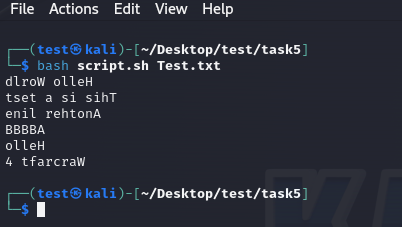 File Actions Edit View Help
┌──(test㉿kali)-[~/Desktop/test/task5]
└─$ bash script.sh Test.txt
dlroW olleH
tset a si sihT
enil rehtonA
BBBBA
olleH
4 tfarcraW
┌──(test㉿kali)-[~/Desktop/test/task5]
└─$